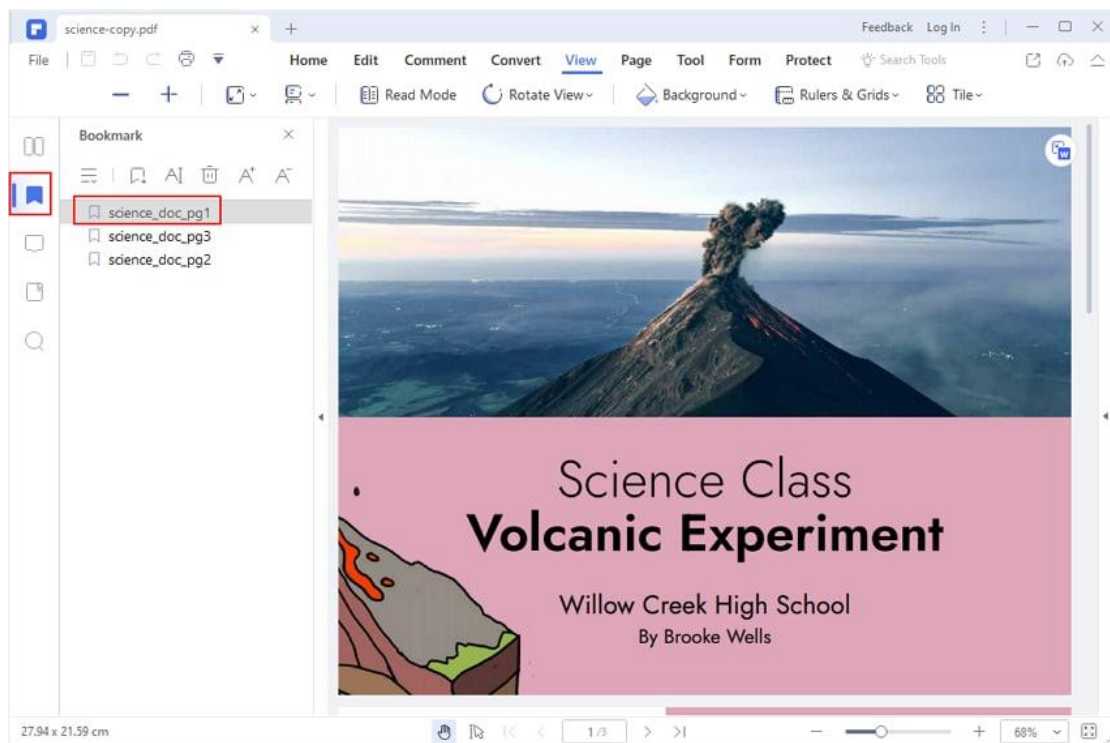 science-copy.pdf
Feedback Log In
File Home Edit Comment Convert View Page Tool Form Protect Search Tools
Read Mode Rotate View Background Rulers & Grids Tile
Bookmark
science_doc_pg1
science_doc_pg3
science_doc_pg2
Science Class
Volcanic Experiment
Willow Creek High School
By Brooke Wells
27.94 x 21.59 cm 1/3 68%